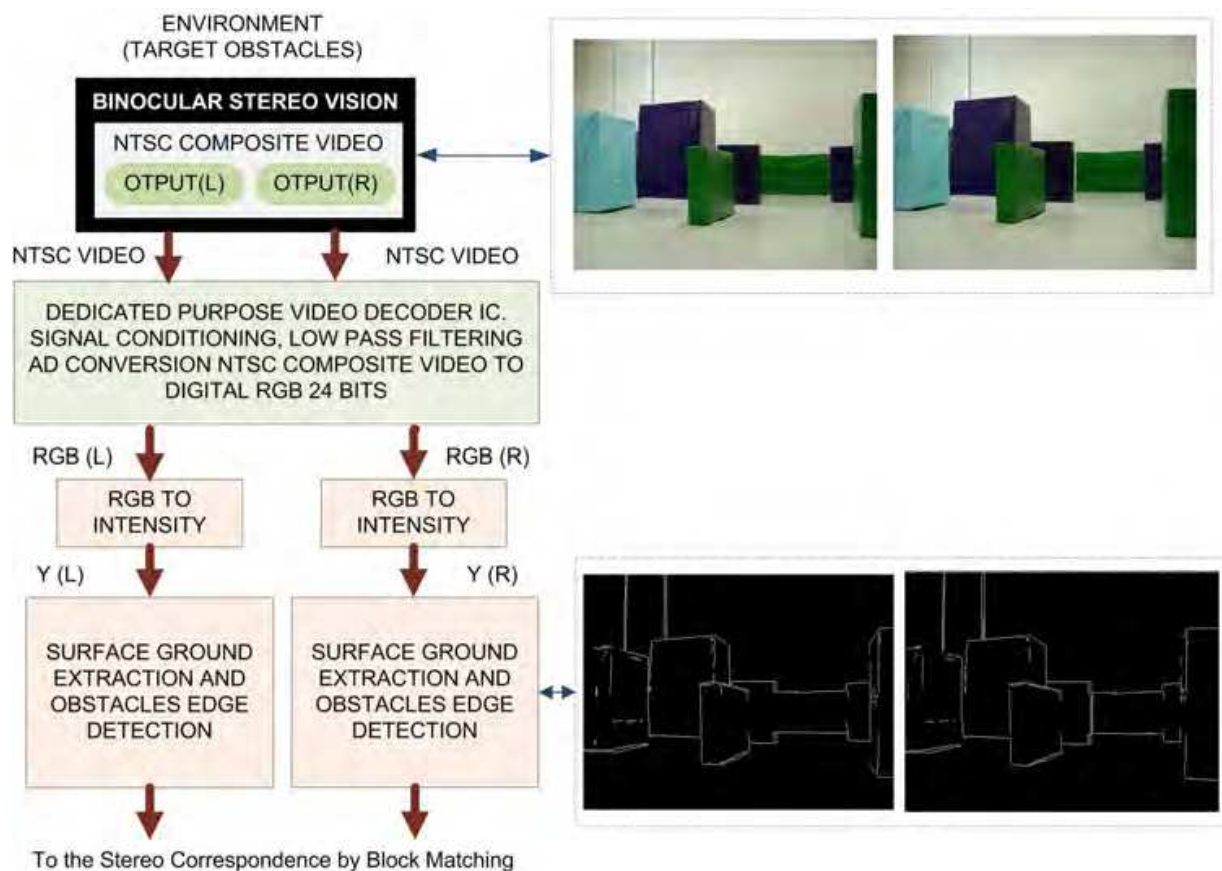 ENVIRONMENT
(TARGET OBSTACLES)
BINOCULAR STEREO VISION
NTSC COMPOSITE VIDEO
OTPUT(L)
OTPUT(R)
NTSC VIDEO
NTSC VIDEO
DEDICATED PURPOSE VIDEO DECODER IC.
SIGNAL CONDITIONING, LOW PASS FILTERING
AD CONVERSION NTSC COMPOSITE VIDEO TO
DIGITAL RGB 24 BITS
RGB (L)
RGB (R)
RGB TO
INTENSITY
RGB TO
INTENSITY
Y (L)
Y (R)
SURFACE GROUND
EXTRACTION AND
OBSTACLES EDGE
DETECTION
SURFACE GROUND
EXTRACTION AND
OBSTACLES EDGE
DETECTION
To the Stereo Correspondence by Block Matching